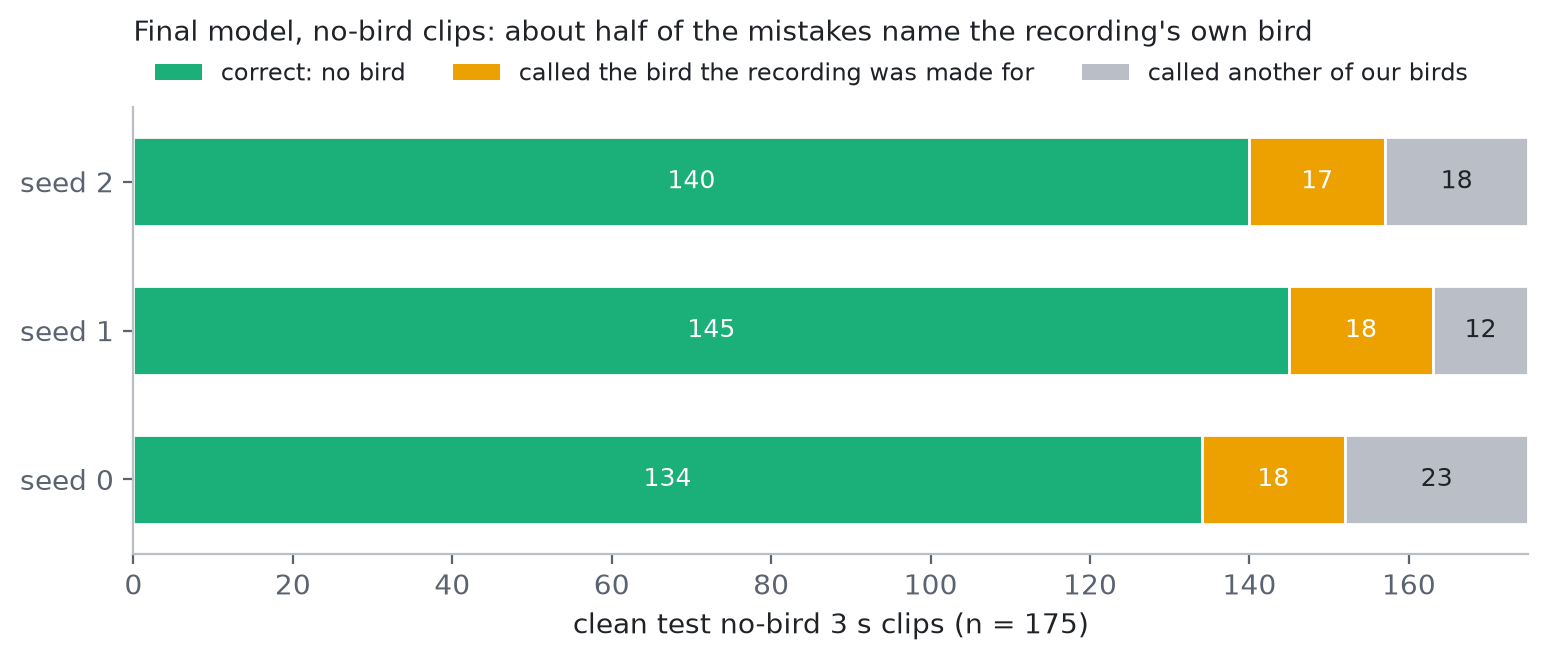 Final model, no-bird clips: about half of the mistakes name the recording's own bird
correct: no bird called the bird the recording was made for called another of our birds
seed 2 140 17 18
seed 1 145 18 12
seed 0 134 18 23
0 20 40 60 80 100 120 140 160
clean test no-bird 3 s clips (n = 175)